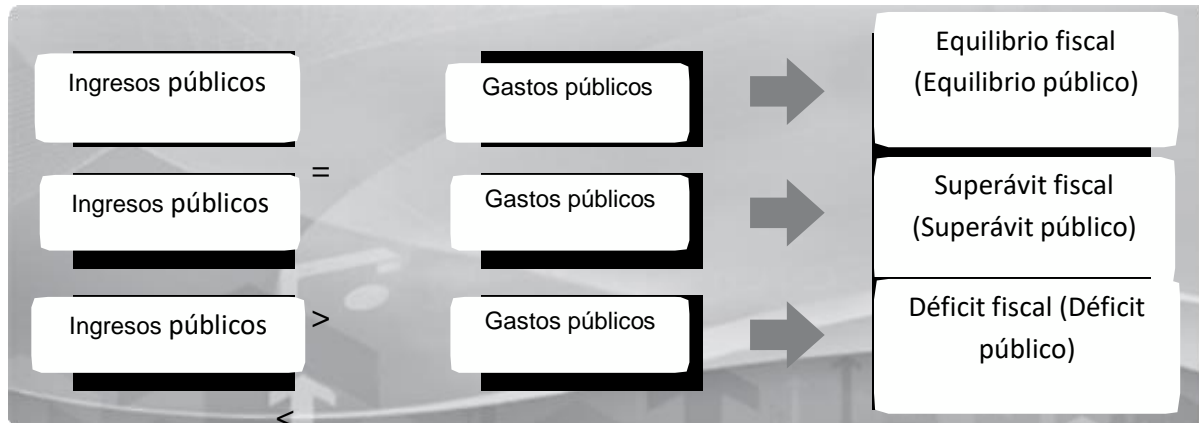 Ingresos públicos
Gastos públicos
Equilibrio fiscal
(Equilibrio público)
=
Ingresos públicos
Gastos públicos
Superávit fiscal
(Superávit público)
>
Ingresos públicos
Gastos públicos
Déficit fiscal (Déficit
público)
<